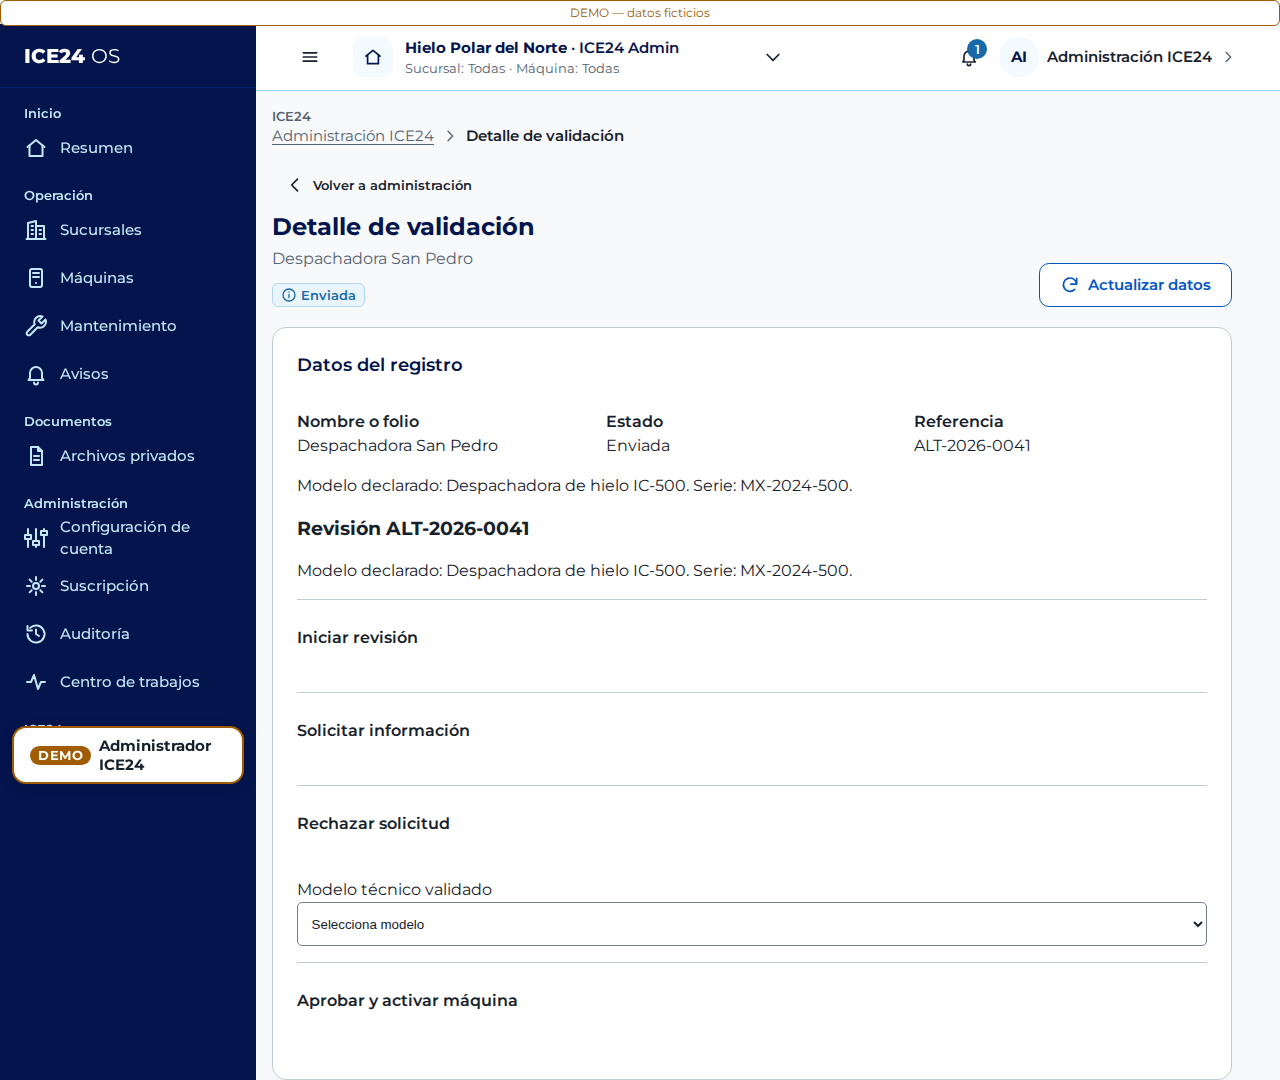 DEMO — datos ficticios
ICE24 OS
Inicio
Resumen
Operación
Sucursales
Máquinas
Mantenimiento
Avisos
Documentos
Archivos privados
Administración
Configuración de
cuenta
Suscripción
Auditoría
Centro de trabajos
DEMO Administrador
ICE24
Hielo Polar del Norte · ICE24 Admin
Sucursal: Todas · Máquina: Todas
1
AI Administración ICE24
ICE24
Administración ICE24 > Detalle de validación
Volver a administración
Detalle de validación
Despachadora San Pedro
Enviada
Actualizar datos
Datos del registro
Nombre o folio
Despachadora San Pedro
Estado
Enviada
Referencia
ALT-2026-0041
Modelo declarado: Despachadora de hielo IC-500. Serie: MX-2024-500.
Revisión ALT-2026-0041
Modelo declarado: Despachadora de hielo IC-500. Serie: MX-2024-500.
Iniciar revisión
Solicitar información
Rechazar solicitud
Modelo técnico validado
Selecciona modelo
Aprobar y activar máquina